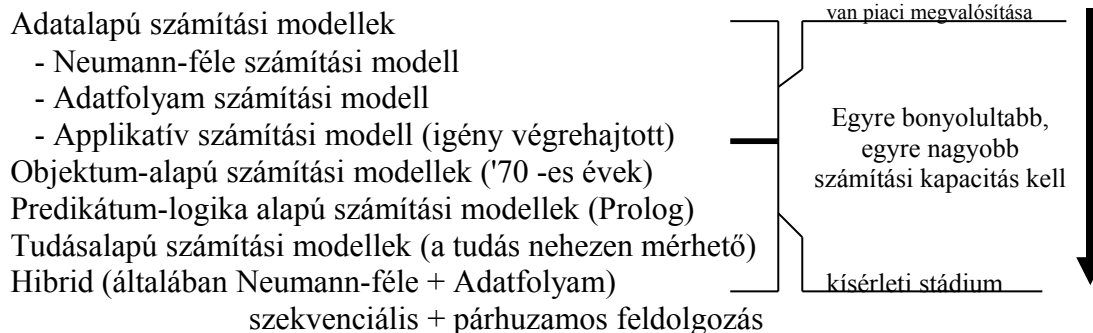 Adatalapú számítási modellek
- Neumann-féle számítási modell
- Adatfolyam számítási modell
- Applikatív számítási modell (igény végrehajtott)
Objektum-alapú számítási modellek ('70 -es évek)
Predikátum-logika alapú számítási modellek (Prolog)
Tudásalapú számítási modellek (a tudás nehezen mérhető)
Hibrid (általában Neumann-féle + Adatfolyam)
szekvenciális + párhuzamos feldolgozás
van piaci megvalósítása
Egyre bonyolultabb,
egyre nagyobb
számítási kapacitás kell
kísérleti stádium